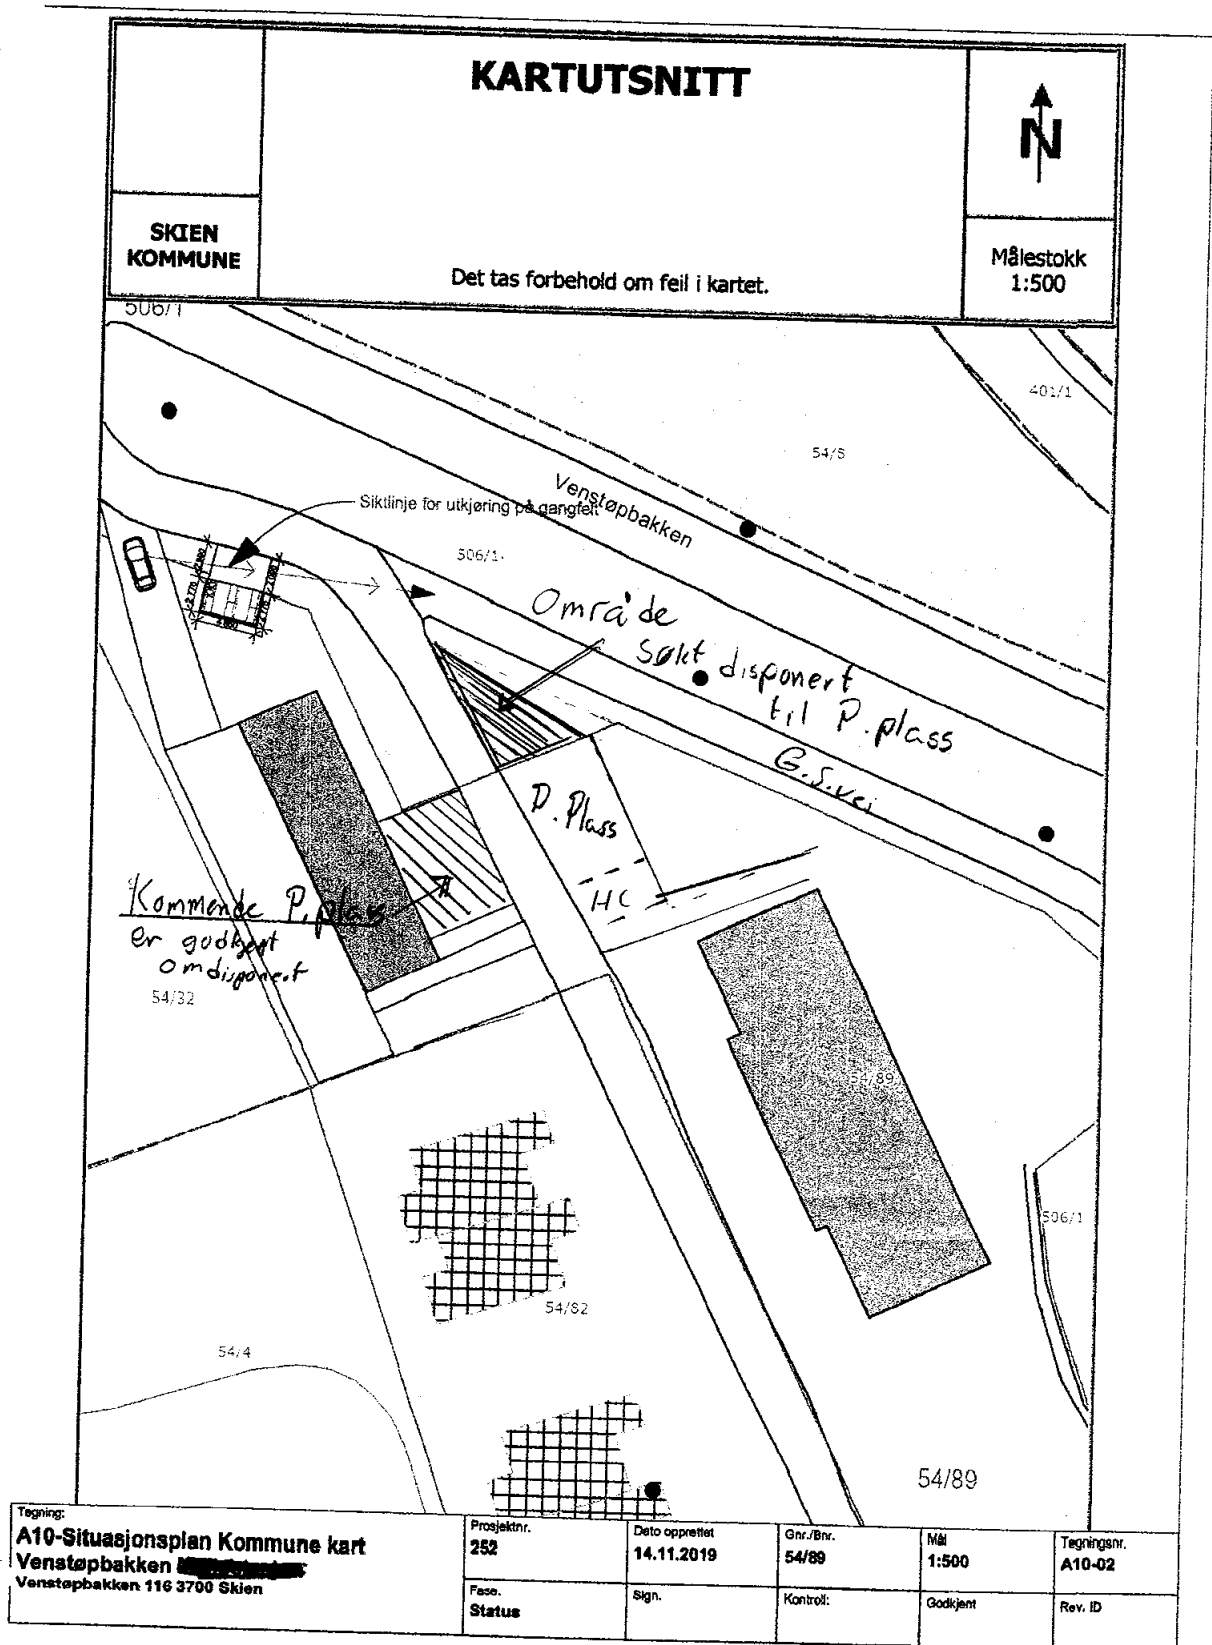 KARTUTSNITT
N
SKIEN
KOMMUNE
Det tas forbehold om feil i kartet.
Målestokk
1:500
506/1
401/1
54/5
Venstøpbakken
Siktlinje for utkjøring på gangfelt
506/1
Område
søkt disponert
til P.plass
G.S.vei
P.Plass
HC
Kommende P.plass
er godkjent
omdisponert
54/32
54/89
506/1
54/82
54/4
54/89
Tegning:
A10-Situasjonsplan Kommune kart
Venstøpbakken
Venstøpbakken 116 3700 Skien
Prosjektnr.
252
Dato opprettet
14.11.2019
Gnr./Bnr.
54/89
Mål
1:500
Tegningsnr.
A10-02
Fase.
Status
Sign.
Kontroll:
Godkjent
Rev. ID